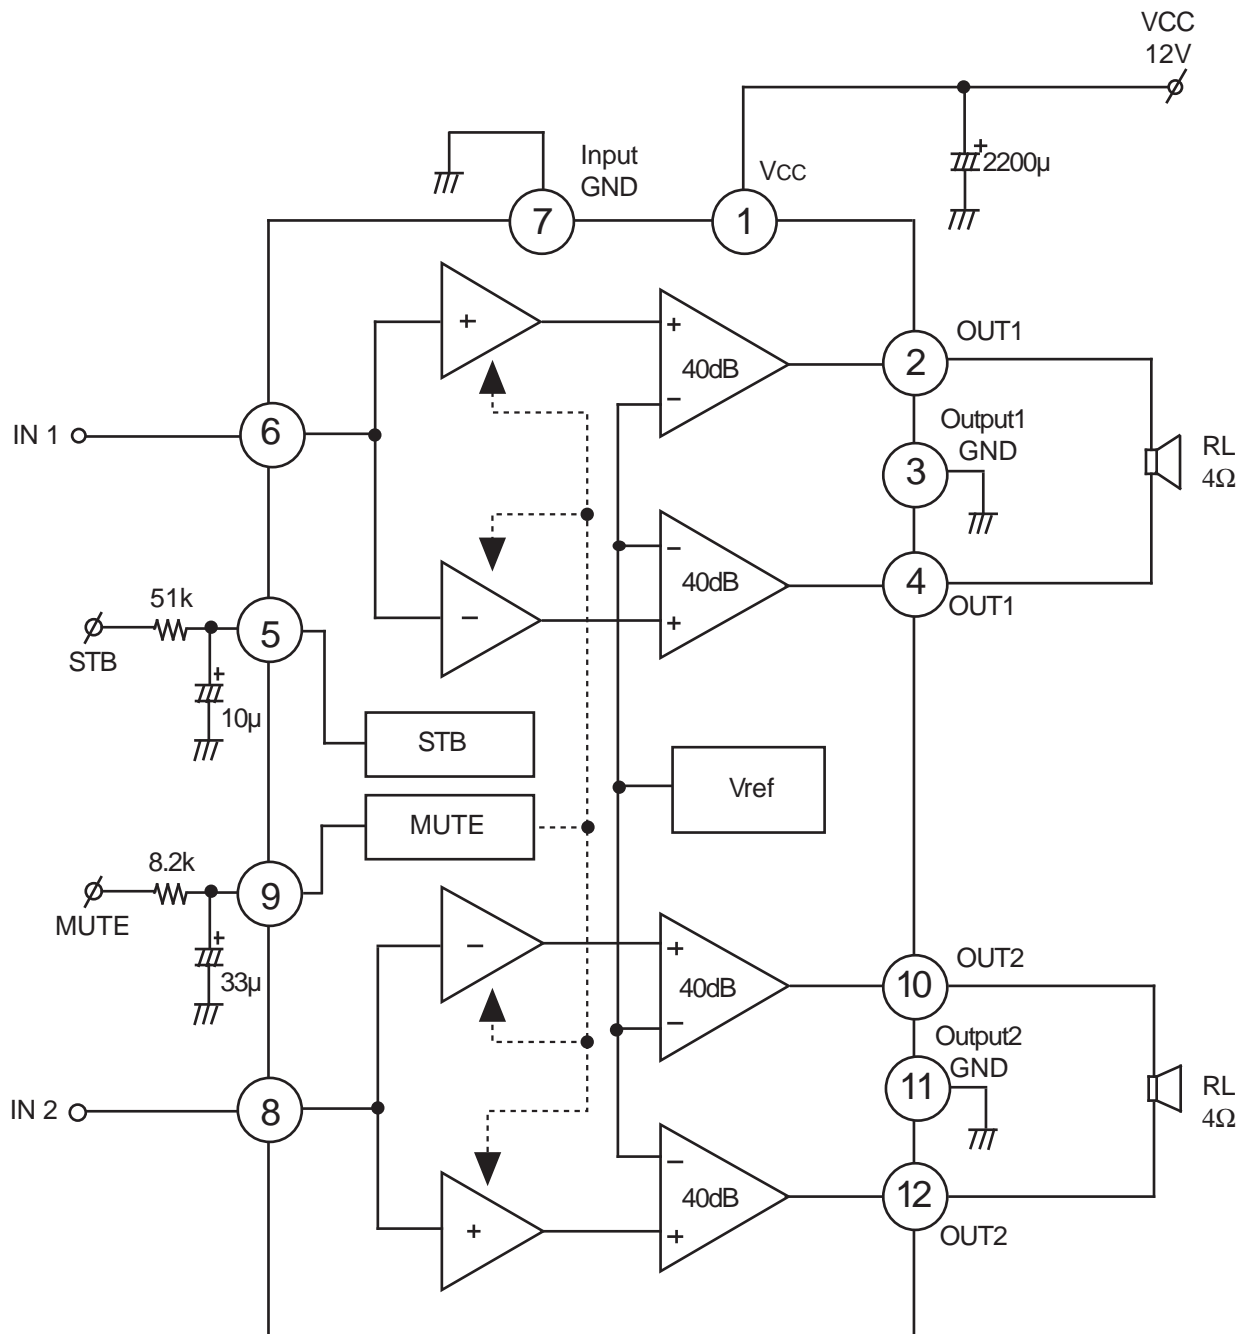 VCC
12V
+
2200µ
Input
GND
VCC
7
1
+
+
40dB
−
2
OUT1
IN 1
6
Output1
GND
3
RL
4Ω
−
−
40dB
+
4
OUT1
51k
5
STB
+
10µ
STB
Vref
MUTE
8.2k
9
MUTE
+
33µ
−
+
40dB
−
10
OUT2
Output2
GND
11
RL
4Ω
IN 2
8
+
−
40dB
+
12
OUT2